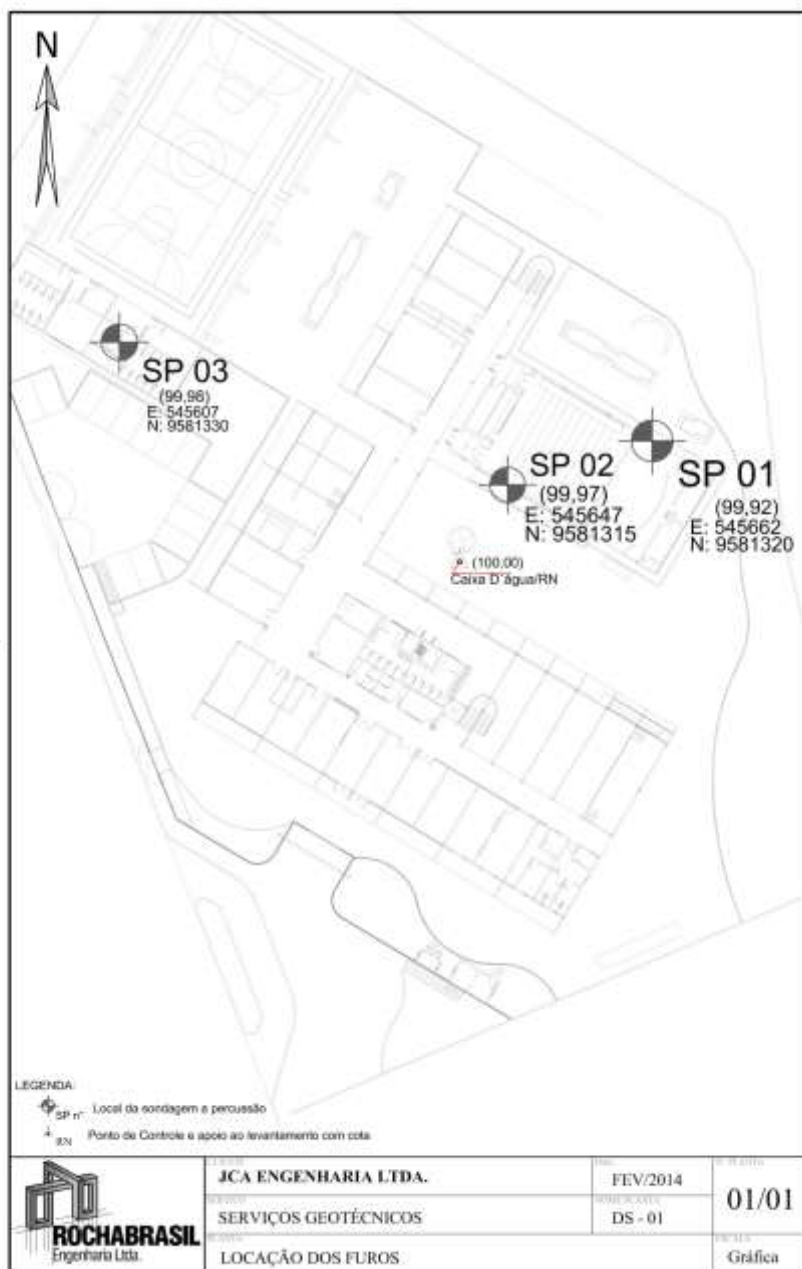 N
SP 03
(99,98)
E: 545607
N: 9581330
SP 02
(99,97)
E: 545647
N: 9581315
SP 01
(99,92)
E: 545662
N: 9581320
(100.00)
Caixa D´água/RN
LEGENDA:
SP nº Local da sondagem a percussão
RN Ponto de Controle e apoio ao levantamento com cota
ROCHABRASIL
Engenharia Ltda.
JCA ENGENHARIA LTDA.
FEV/2014
01/01
SERVIÇOS GEOTÉCNICOS
DS - 01
LOCAÇÃO DOS FUROS
Gráfica